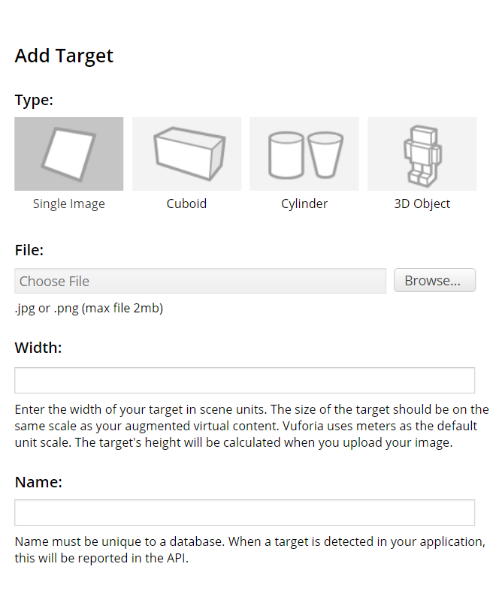 Add Target
Type:
Single Image
Cuboid
Cylinder
3D Object
File:
Choose File
Browse...
.jpg or .png (max file 2mb)
Width:
Enter the width of your target in scene units. The size of the target should be on the
same scale as your augmented virtual content. Vuforia uses meters as the default
unit scale. The target's height will be calculated when you upload your image.
Name:
Name must be unique to a database. When a target is detected in your application,
this will be reported in the API.